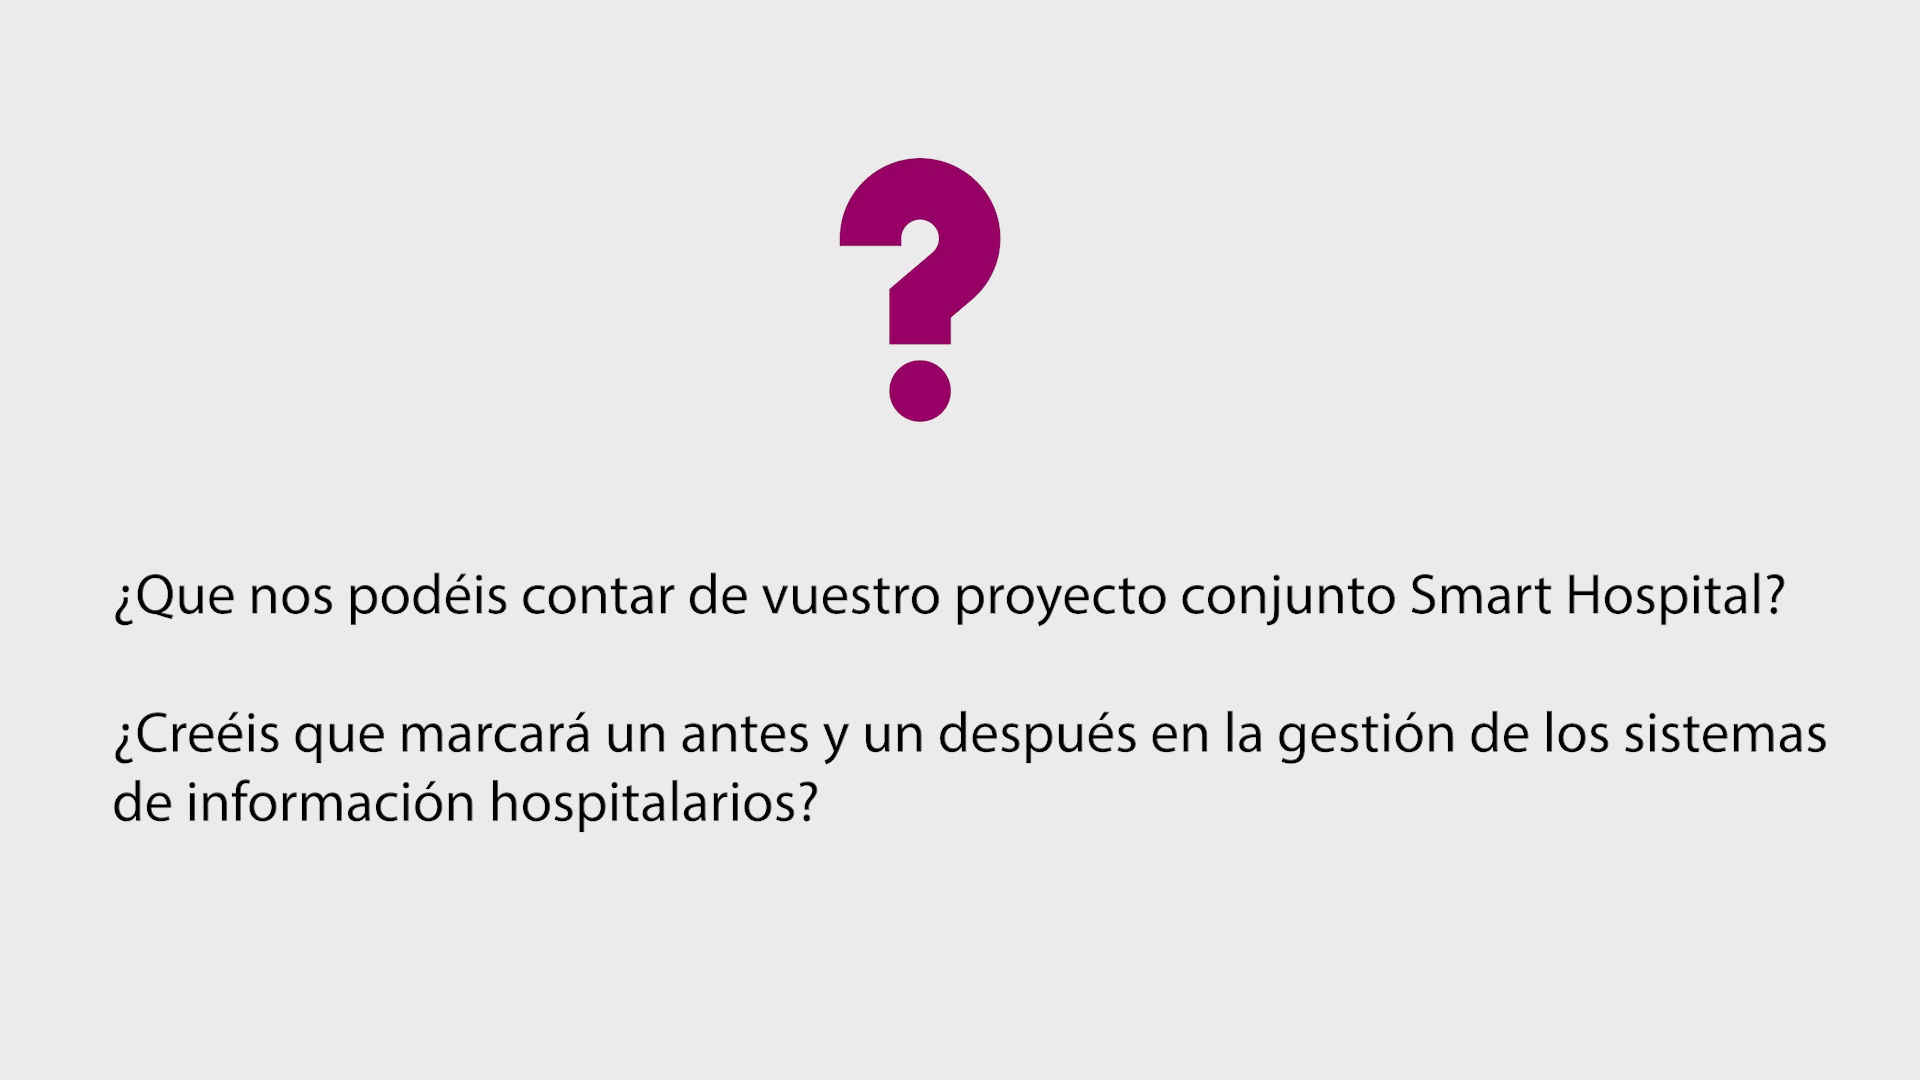 ?
¿Que nos podéis contar de vuestro proyecto conjunto Smart Hospital?
¿Creéis que marcará un antes y un después en la gestión de los sistemas
de información hospitalarios?